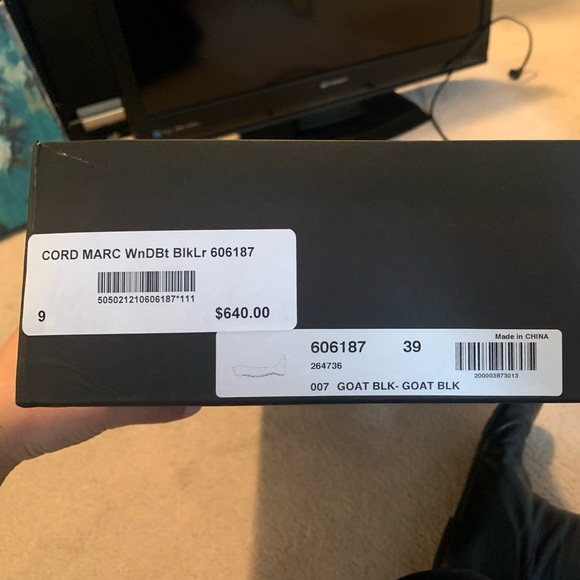 CORD MARC WnDBt BlkLr 606187
505021210606187*111
9 $640.00
Made in CHINA
606187 39
264736
200003873013
007 GOAT BLK- GOAT BLK